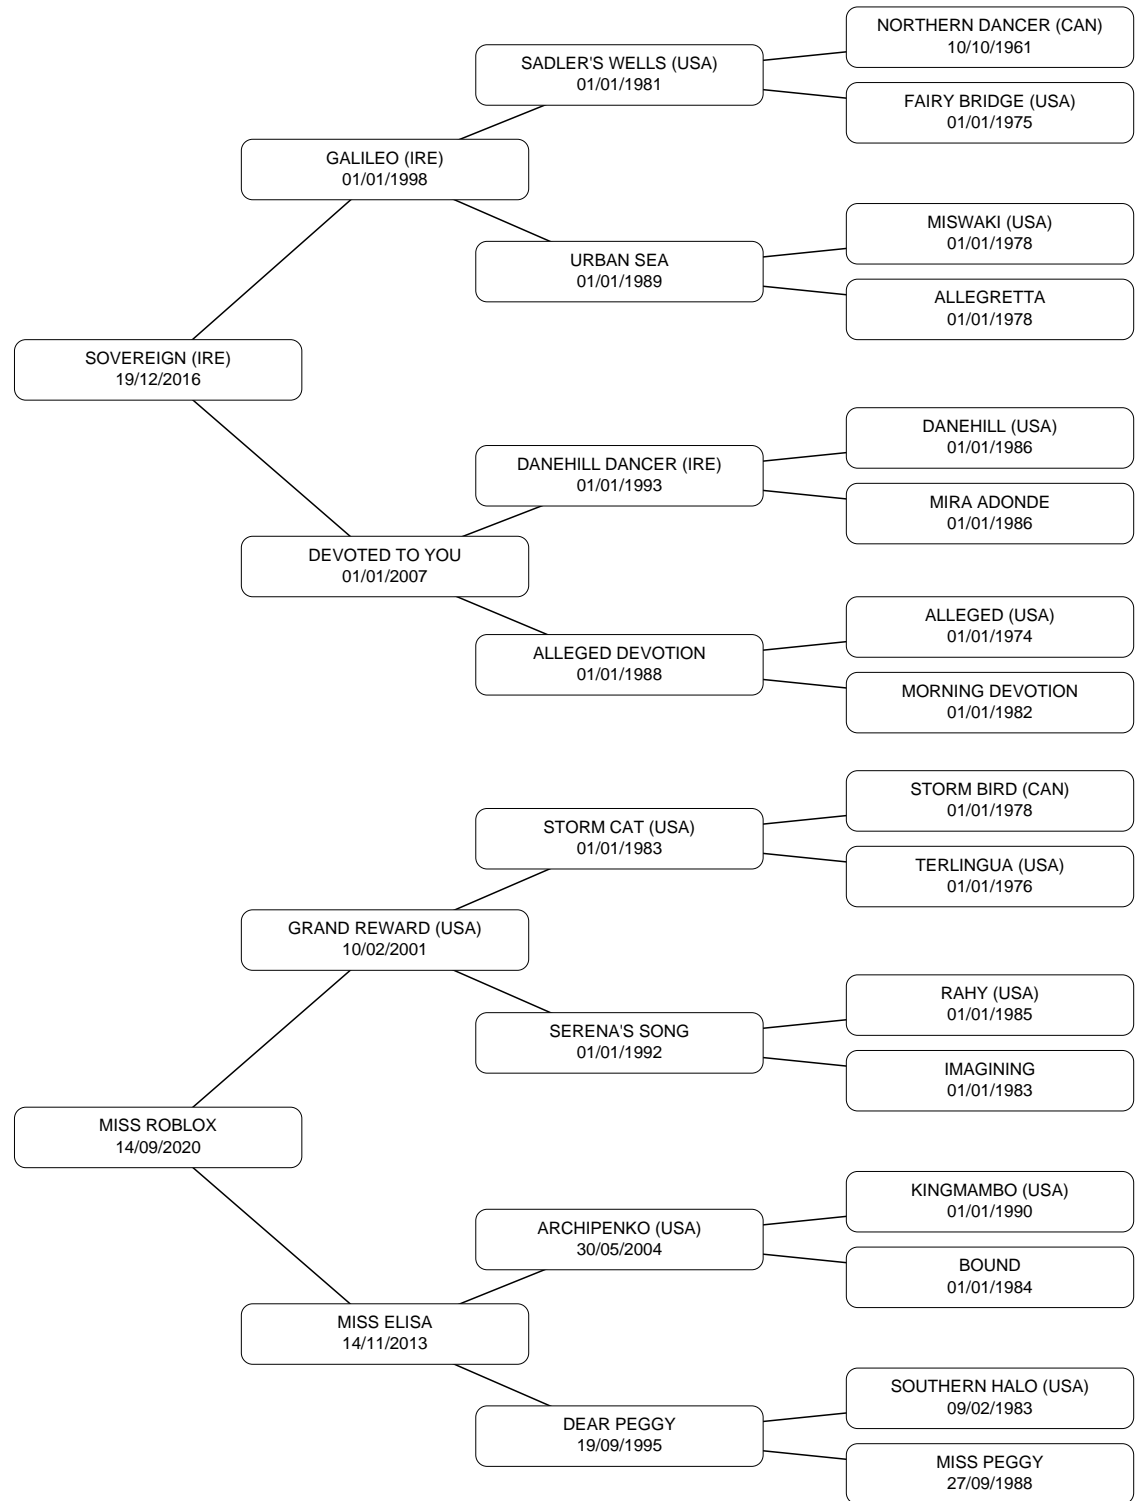 NORTHERN DANCER (CAN)
10/10/1961
SADLER'S WELLS (USA)
01/01/1981
FAIRY BRIDGE (USA)
01/01/1975
GALILEO (IRE)
01/01/1998
MISWAKI (USA)
01/01/1978
URBAN SEA
01/01/1989
ALLEGRETTA
01/01/1978
SOVEREIGN (IRE)
19/12/2016
DANEHILL (USA)
01/01/1986
DANEHILL DANCER (IRE)
01/01/1993
MIRA ADONDE
01/01/1986
DEVOTED TO YOU
01/01/2007
ALLEGED (USA)
01/01/1974
ALLEGED DEVOTION
01/01/1988
MORNING DEVOTION
01/01/1982
STORM BIRD (CAN)
01/01/1978
STORM CAT (USA)
01/01/1983
TERLINGUA (USA)
01/01/1976
GRAND REWARD (USA)
10/02/2001
RAHY (USA)
01/01/1985
SERENA'S SONG
01/01/1992
IMAGINING
01/01/1983
MISS ROBLOX
14/09/2020
KINGMAMBO (USA)
01/01/1990
ARCHIPENKO (USA)
30/05/2004
BOUND
01/01/1984
MISS ELISA
14/11/2013
SOUTHERN HALO (USA)
09/02/1983
DEAR PEGGY
19/09/1995
MISS PEGGY
27/09/1988